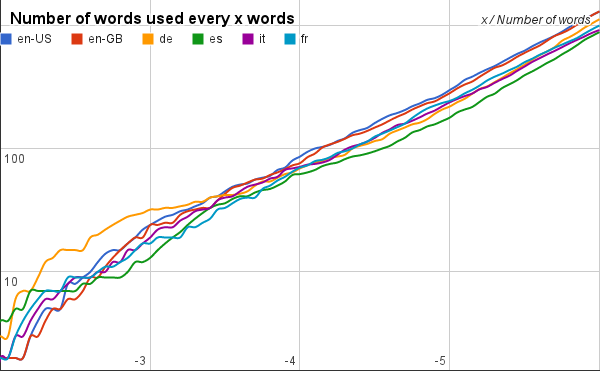 Number of words used every x words
x / Number of words
en-US en-GB de es it fr
100
10
-3 -4 -5